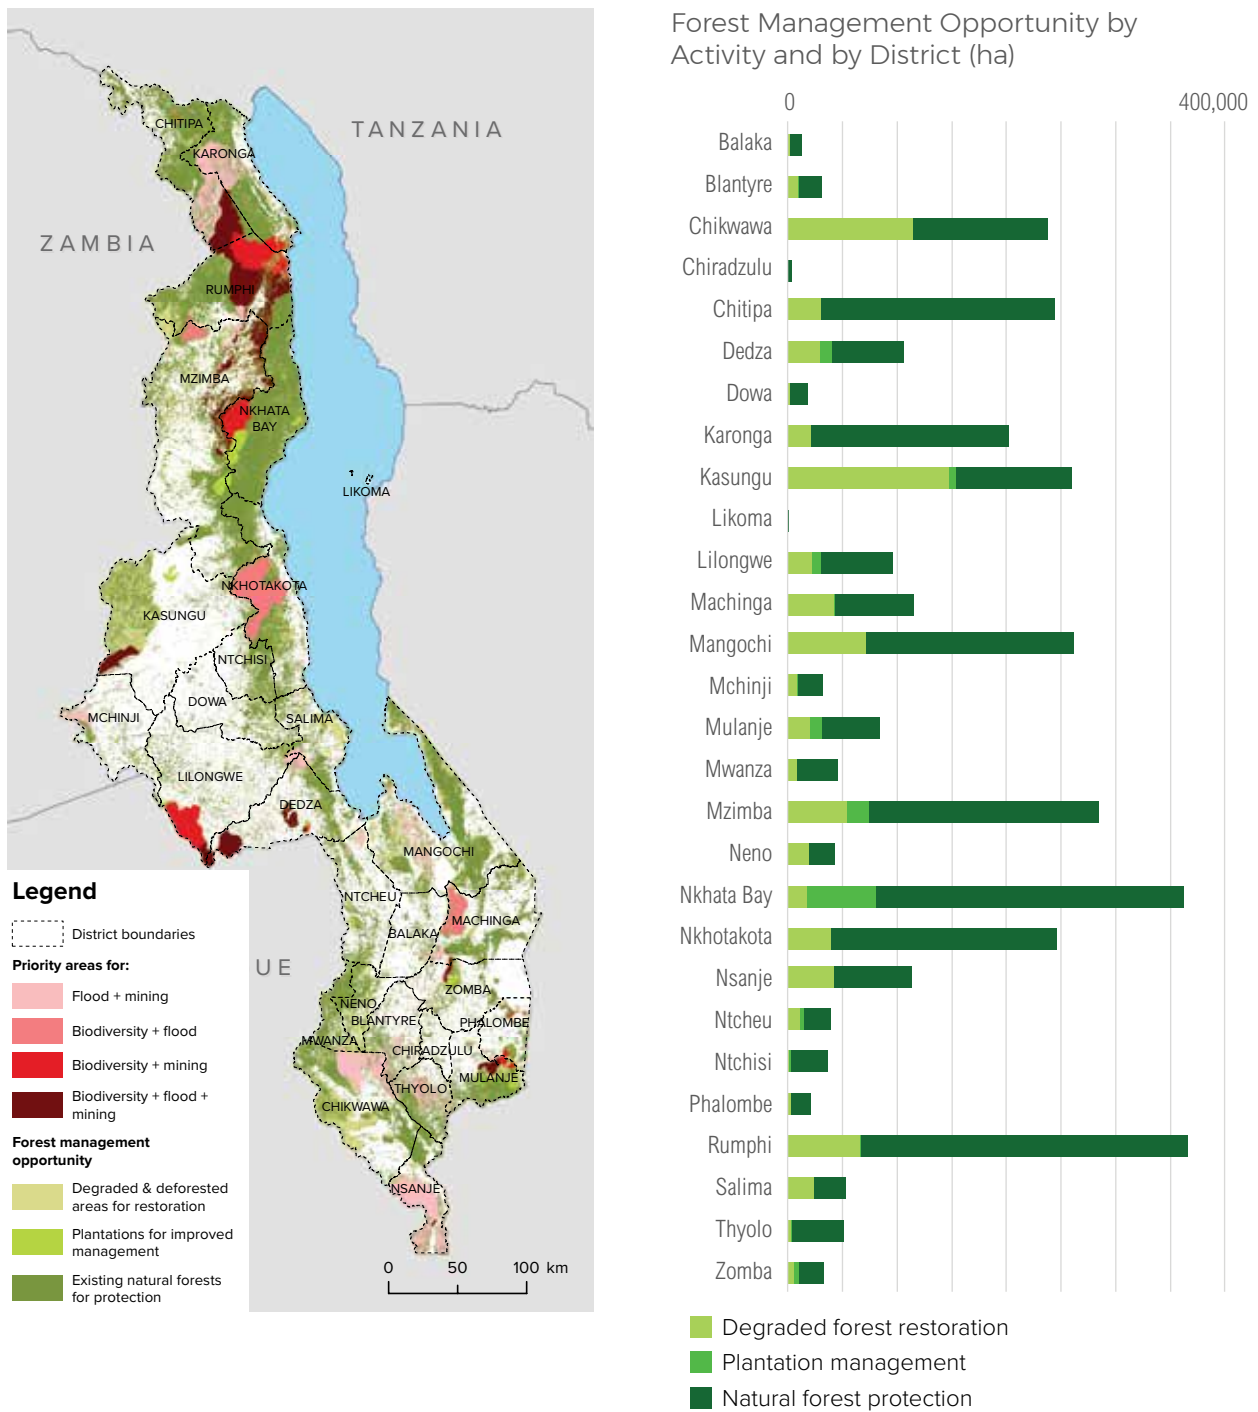 TANZANIA
ZAMBIA
UE
CHITIPA
KARONGA
RUMPHI
MZIMBA
NKHATA
BAY
LIKOMA
NKHOTAKOTA
KASUNGU
NTCHISI
DOWA
MCHINJI
SALIMA
LILONGWE
DEDZA
MANGOCHI
NTCHEU
MACHINGA
BALAKA
ZOMBA
NENO
BLANTYRE
PHALOMBE
MWANZA
CHIRADZULU
MULANJE
THYOLO
CHIKWAWA
NSANJE
0 50 100 km
Legend
District boundaries
Priority areas for:
Flood + mining
Biodiversity + flood
Biodiversity + mining
Biodiversity + flood +
mining
Forest management
opportunity
Degraded & deforested
areas for restoration
Plantations for improved
management
Existing natural forests
for protection
Forest Management Opportunity by
Activity and by District (ha)
0 400,000
Balaka
Blantyre
Chikwawa
Chiradzulu
Chitipa
Dedza
Dowa
Karonga
Kasungu
Likoma
Lilongwe
Machinga
Mangochi
Mchinji
Mulanje
Mwanza
Mzimba
Neno
Nkhata Bay
Nkhotakota
Nsanje
Ntcheu
Ntchisi
Phalombe
Rumphi
Salima
Thyolo
Zomba
Degraded forest restoration
Plantation management
Natural forest protection